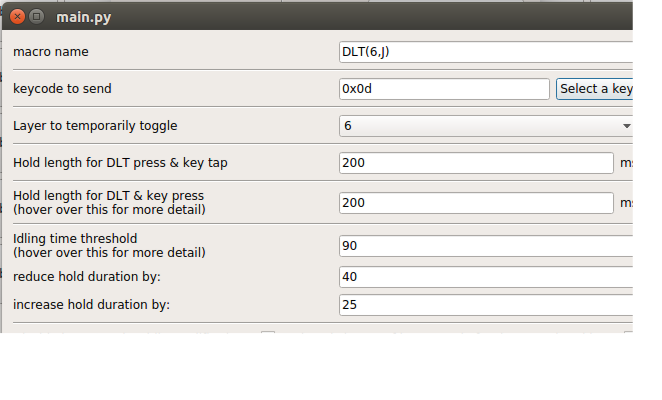 main.py
macro name DLT(6,J)
keycode to send 0x0d Select a key
Layer to temporarily toggle 6
Hold length for DLT press & key tap 200
Hold length for DLT & key press
(hover over this for more detail) 200
Idling time threshold
(hover over this for more detail) 90
reduce hold duration by: 40
increase hold duration by: 25